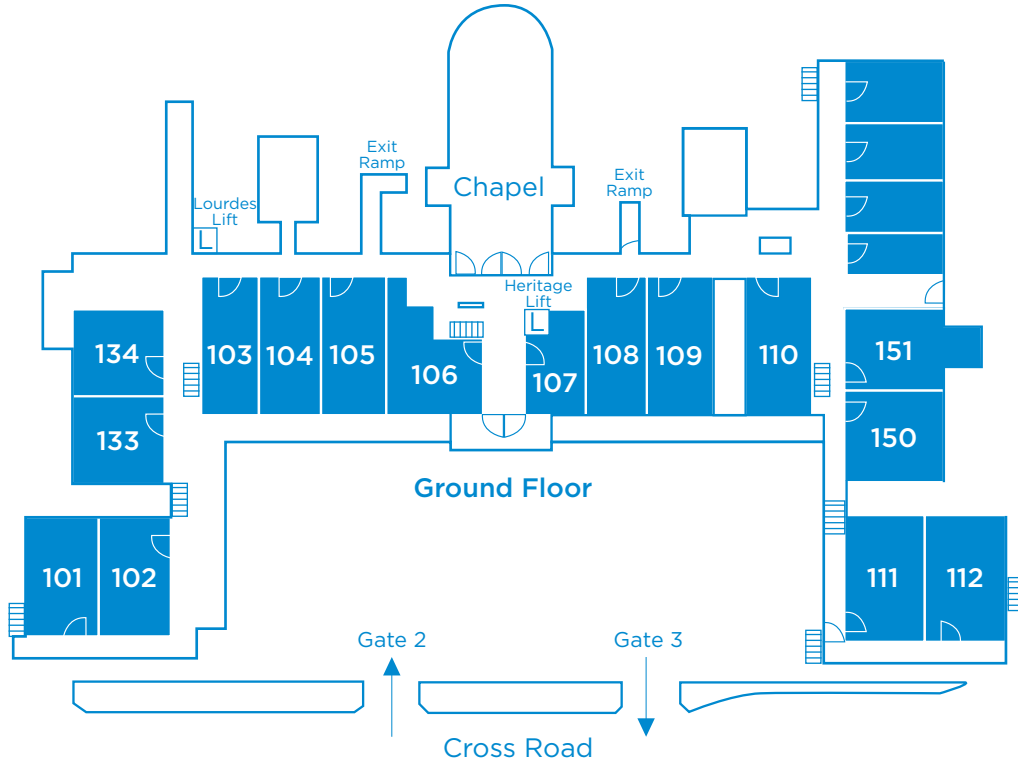 Exit
Ramp
Chapel
Exit
Ramp
Lourdes
Lift
L
Heritage
Lift
L
103
104
105
106
107
108
109
110
134
151
133
150
Ground Floor
101
102
111
112
Gate 2
Gate 3
Cross Road